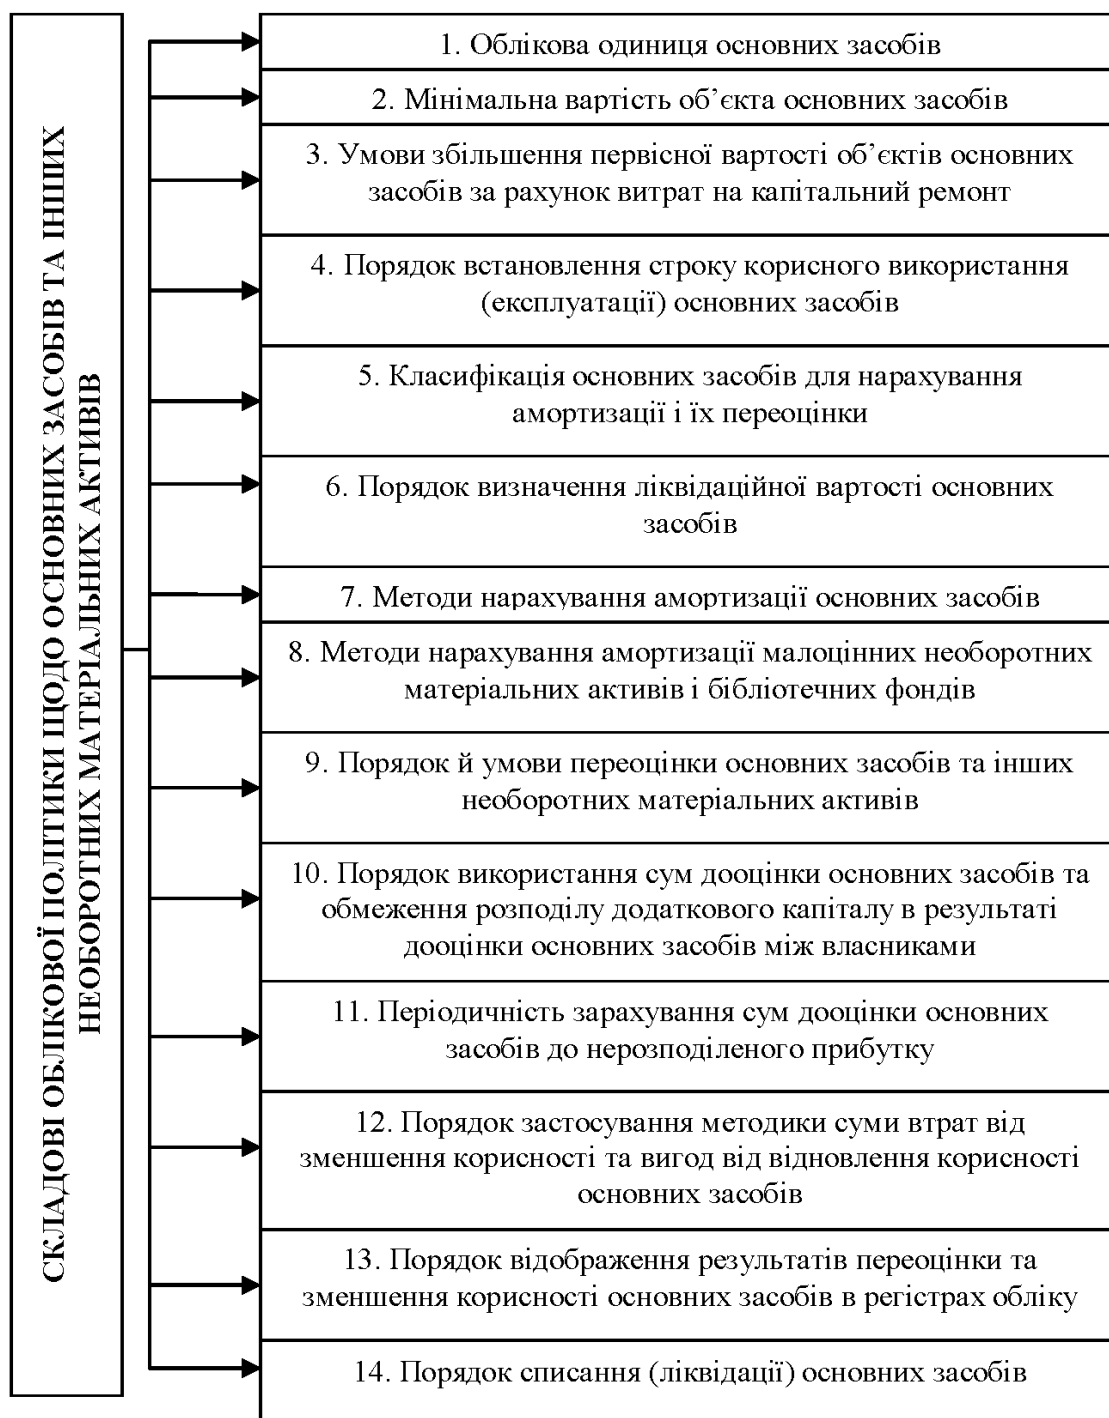 СКЛАДОВІ ОБЛІКОВОЇ ПОЛІТИКИ ЩОДО ОСНОВНИХ ЗАСОБІВ ТА ІНШИХ
НЕОБОРОТНИХ МАТЕРІАЛЬНИХ АКТИВІВ
1. Облікова одиниця основних засобів
2. Мінімальна вартість об’єкта основних засобів
3. Умови збільшення первісної вартості об’єктів основних
засобів за рахунок витрат на капітальний ремонт
4. Порядок встановлення строку корисного використання
(експлуатації) основних засобів
5. Класифікація основних засобів для нарахування
амортизації і їх переоцінки
6. Порядок визначення ліквідаційної вартості основних
засобів
7. Методи нарахування амортизації основних засобів
8. Методи нарахування амортизації малоцінних необоротних
матеріальних активів і бібліотечних фондів
9. Порядок й умови переоцінки основних засобів та інших
необоротних матеріальних активів
10. Порядок використання сум дооцінки основних засобів та
обмеження розподілу додаткового капіталу в результаті
дооцінки основних засобів між власниками
11. Періодичність зарахування сум дооцінки основних
засобів до нерозподіленого прибутку
12. Порядок застосування методики суми втрат від
зменшення корисності та вигод від відновлення корисності
основних засобів
13. Порядок відображення результатів переоцінки та
зменшення корисності основних засобів в регістрах обліку
14. Порядок списання (ліквідації) основних засобів